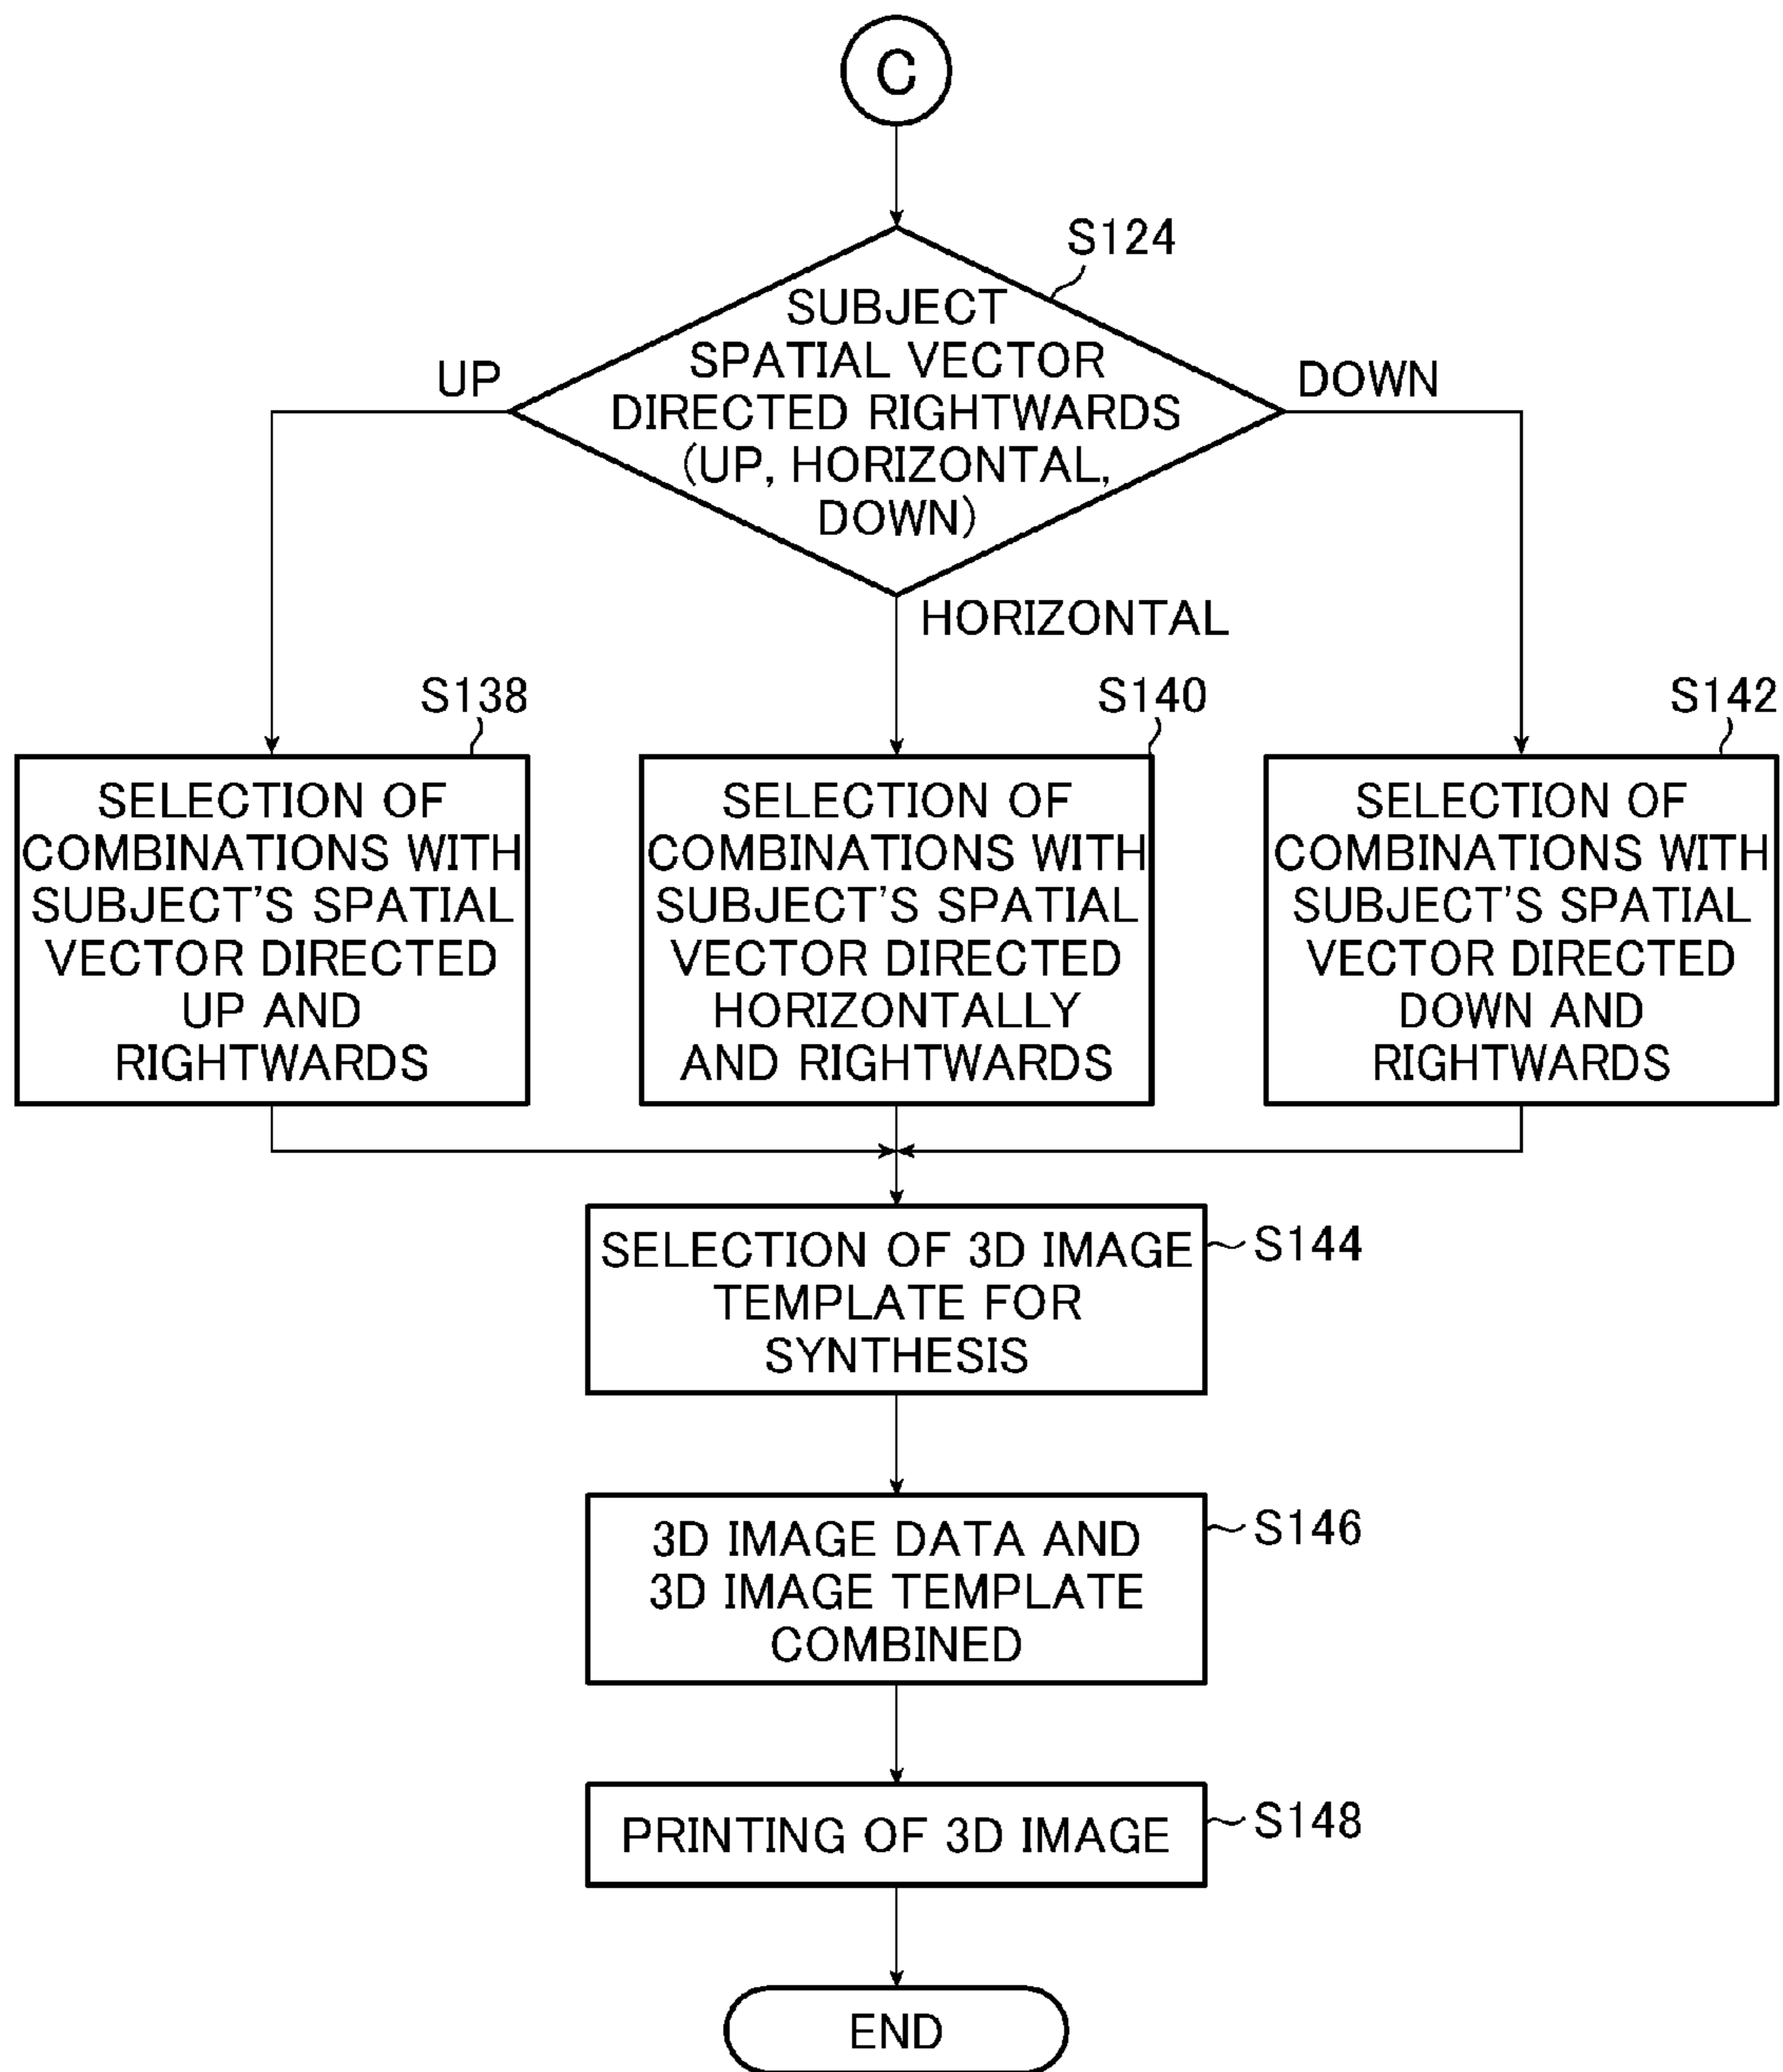 C
S124
SUBJECT
SPATIAL VECTOR
DIRECTED RIGHTWARDS
(UP, HORIZONTAL,
DOWN)
UP
DOWN
HORIZONTAL
S138
SELECTION OF
COMBINATIONS WITH
SUBJECT'S SPATIAL
VECTOR DIRECTED
UP AND
RIGHTWARDS
S140
SELECTION OF
COMBINATIONS WITH
SUBJECT'S SPATIAL
VECTOR DIRECTED
HORIZONTALLY
AND RIGHTWARDS
S142
SELECTION OF
COMBINATIONS WITH
SUBJECT'S SPATIAL
VECTOR DIRECTED
DOWN AND
RIGHTWARDS
SELECTION OF 3D IMAGE
TEMPLATE FOR
SYNTHESIS
S144
3D IMAGE DATA AND
3D IMAGE TEMPLATE
COMBINED
S146
PRINTING OF 3D IMAGE
S148
END